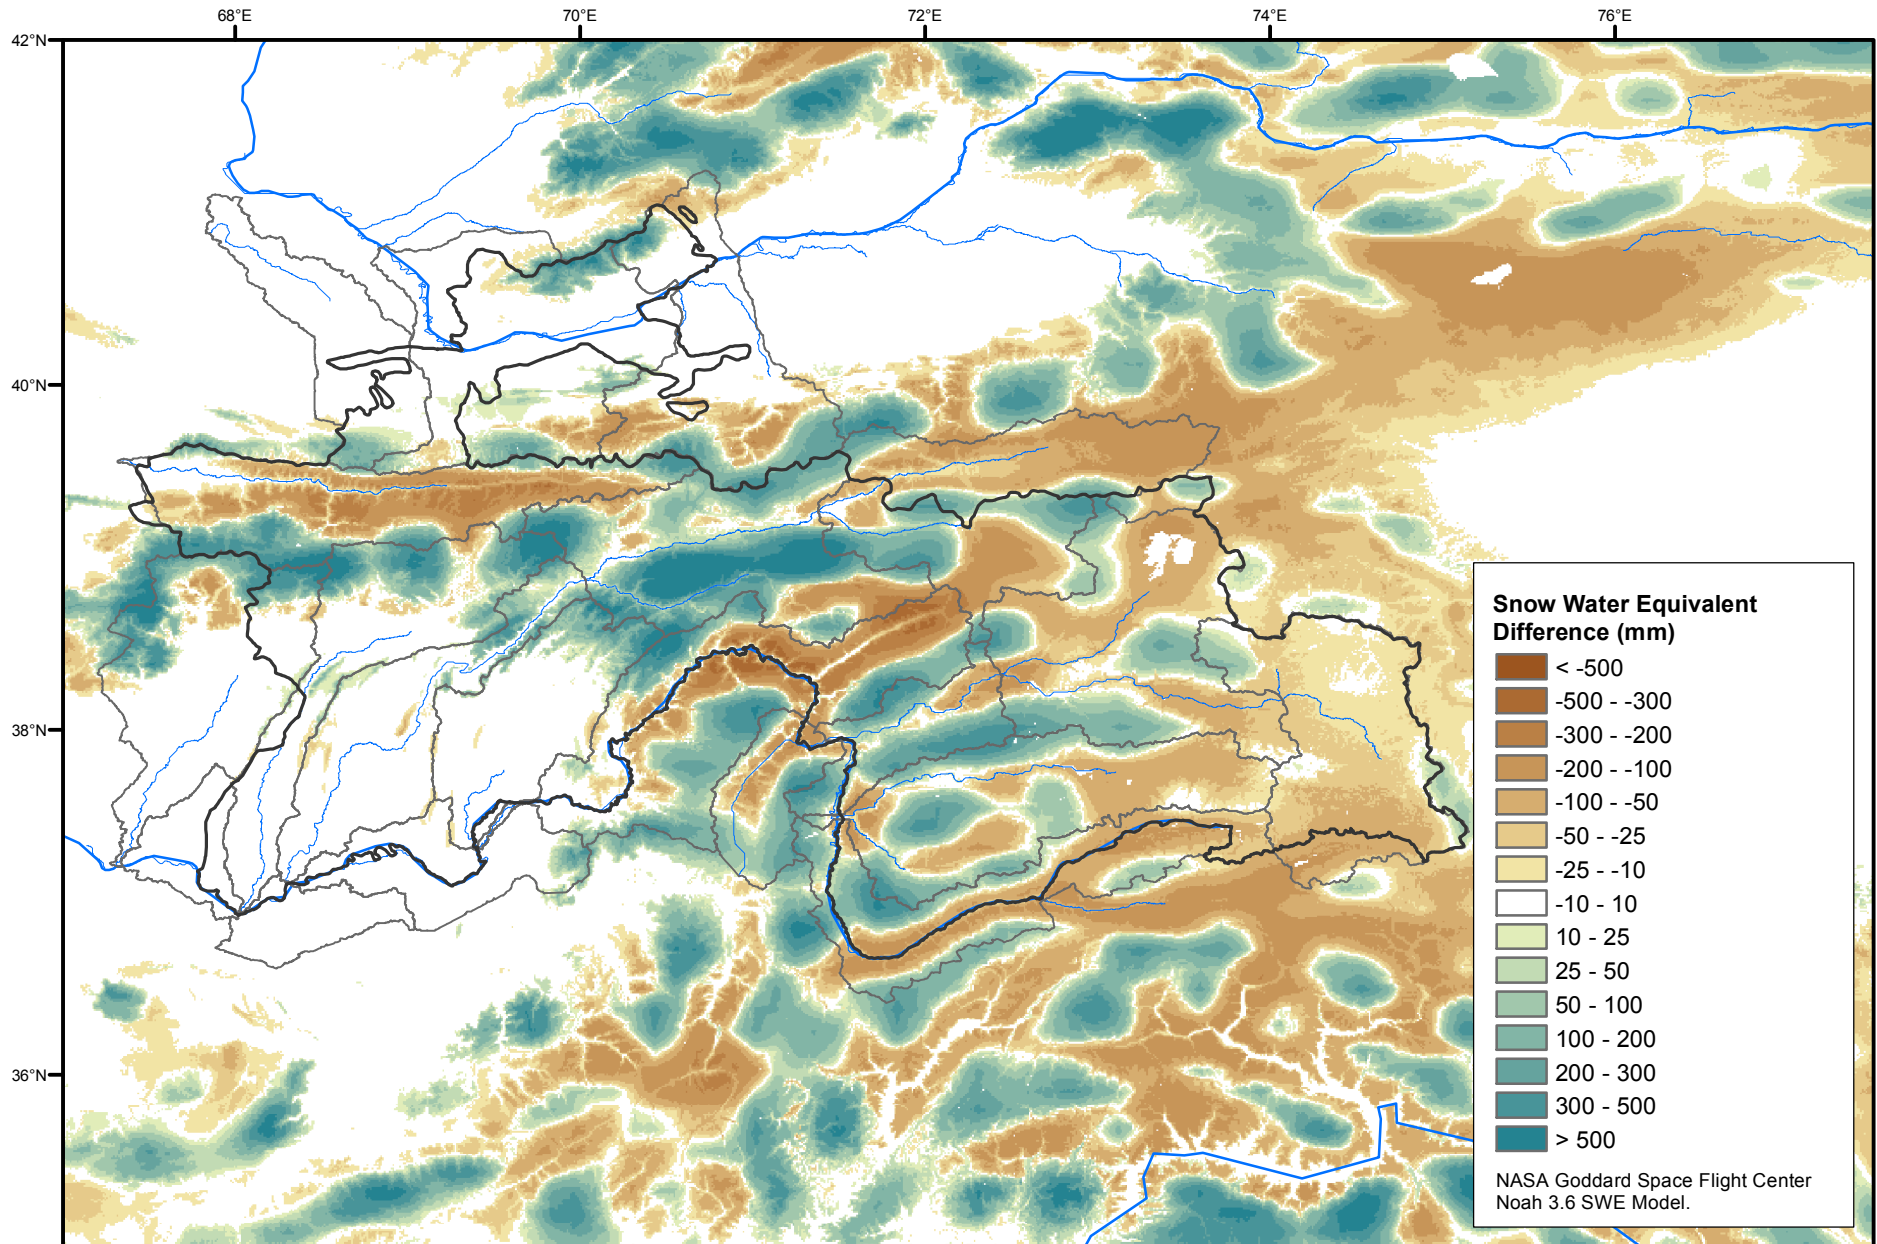 68°E 70°E 72°E 74°E 76°E
42°N
40°N
38°N
36°N
Snow Water Equivalent
Difference (mm)
< -500
-500 - -300
-300 - -200
-200 - -100
-100 - -50
-50 - -25
-25 - -10
-10 - 10
10 - 25
25 - 50
50 - 100
100 - 200
200 - 300
300 - 500
> 500
NASA Goddard Space Flight Center
Noah 3.6 SWE Model.